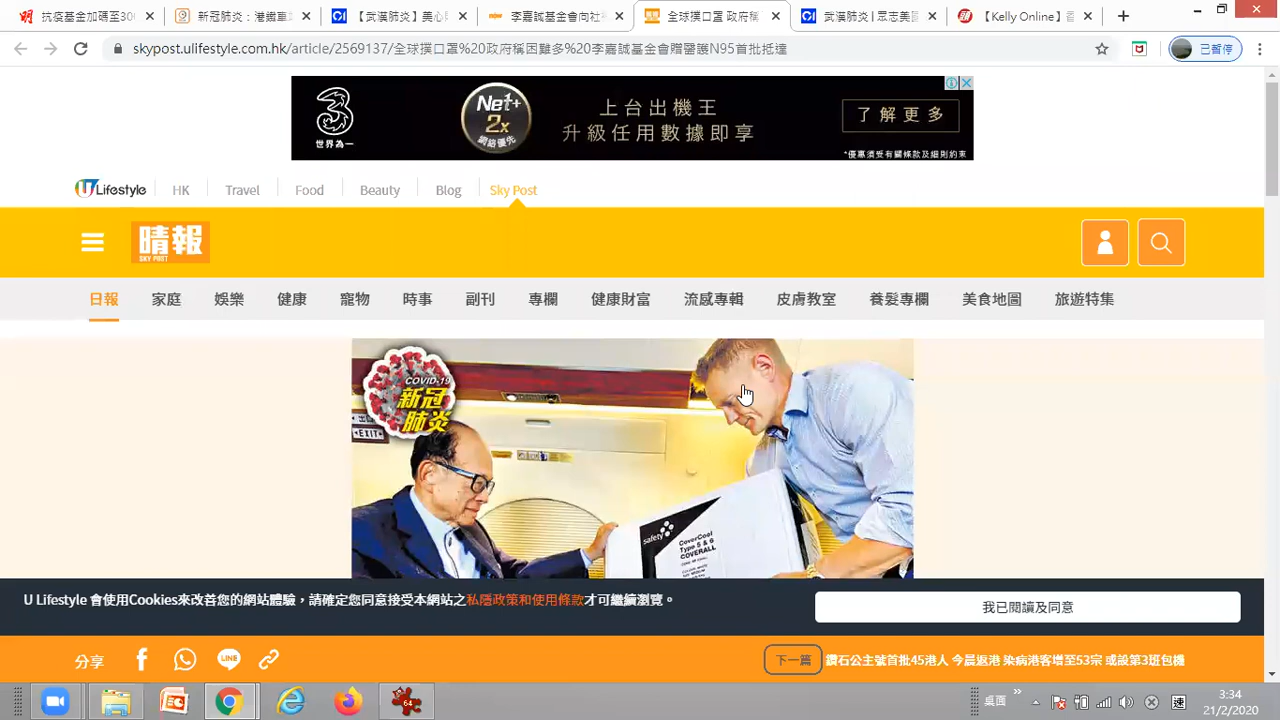 抗疫基金加碼至30
新冠肺炎：港鐵車
【武漢肺炎】美心
李嘉誠基金會向社
全球撲口罩 政府稱
武漢肺炎 | 眾志美
【Kelly Online】
skypost.ulifestyle.com.hk/article/2569137/全球撲口罩%20政府稱困難多%20李嘉誠基金會贈醫護N95首批抵達
已暫停
3
世界為一
Net+
2x
網絡優先
上台出機王
升級任用數據即享
了解更多
*優惠須受有關條款及細則約束
U Lifestyle
HK
Travel
Food
Beauty
Blog
Sky Post
晴報
SKY POST
日報 家庭 娛樂 健康 寵物 時事 副刊 專欄 健康財富 流感專輯 皮膚教室 養髮專欄 美食地圖 旅遊特集
COVID-19
新冠
肺炎
EXIT
safety
CoverCool
Type 5 & 6
COVERALL
U Lifestyle 會使用Cookies來改善您的網站體驗，請確定您同意接受本網站之私隱政策和使用條款才可繼續瀏覽。
我已閱讀及同意
分享
LINE
下一篇
鑽石公主號首批45港人 今晨返港 染病港客增至53宗 或設第3班包機
64
桌面
速
3:34
21/2/2020